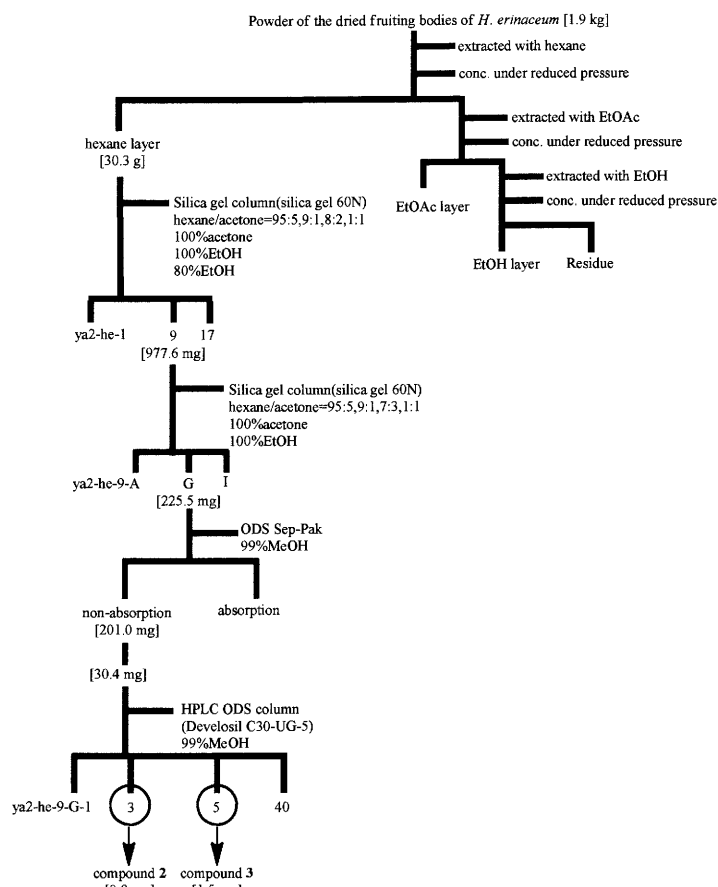 Powder of the dried fruiting bodies of H. erinaceum [1.9 kg]
extracted with hexane
conc. under reduced pressure
extracted with EtOAc
conc. under reduced pressure
hexane layer
[30.3 g]
extracted with EtOH
conc. under reduced pressure
EtOAc layer
Silica gel column(silica gel 60N)
hexane/acetone=95:5,9:1,8:2,1:1
100%acetone
100%EtOH
80%EtOH
EtOH layer Residue
ya2-he-1 9 17
[977.6 mg]
Silica gel column(silica gel 60N)
hexane/acetone=95:5,9:1,7:3,1:1
100%acetone
100%EtOH
ya2-he-9-A G I
[225.5 mg]
ODS Sep-Pak
99%MeOH
non-absorption absorption
[201.0 mg]
[30.4 mg]
HPLC ODS column
(Develosil C30-UG-5)
99%MeOH
ya2-he-9-G-1 3 5 40
compound 2 compound 3